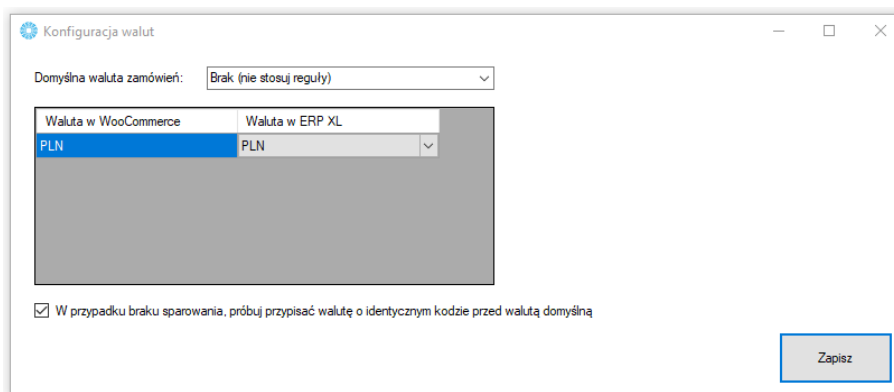 Konfiguracja walut
Domyślna waluta zamówień: Brak (nie stosuj reguły)
Waluta w WooCommerce Waluta w ERP XL
PLN PLN
W przypadku braku sparowania, próbuj przypisać walutę o identycznym kodzie przed walutą domyślną
Zapisz